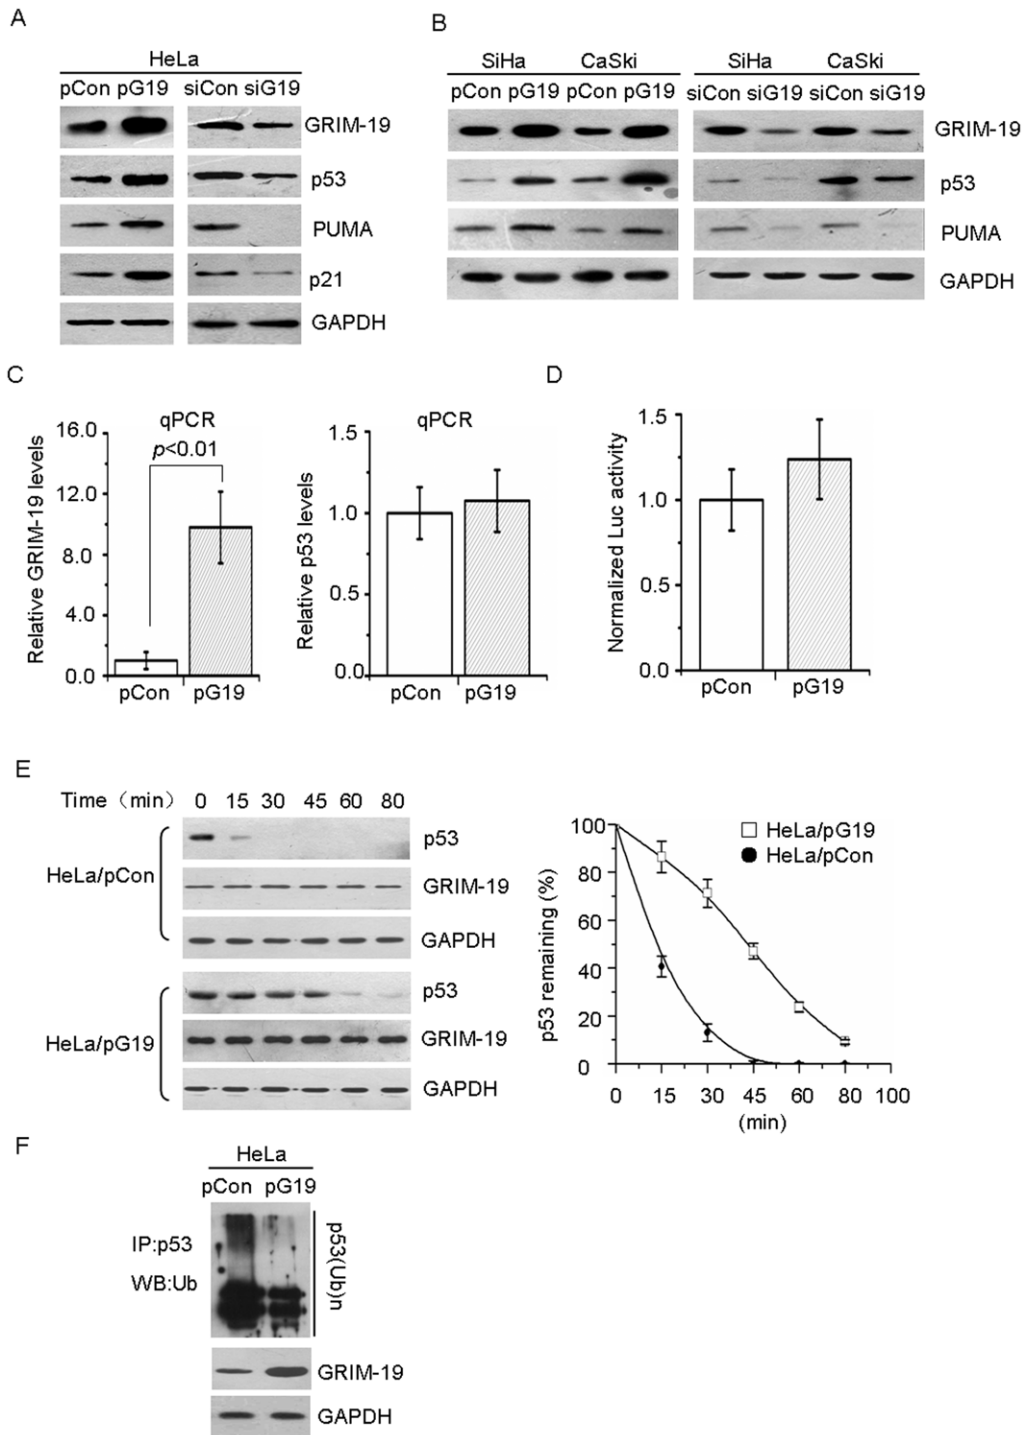 A
HeLa
pCon pG19 siCon siG19
GRIM-19
p53
PUMA
p21
GAPDH
B
SiHa CaSki SiHa CaSki
pCon pG19 pCon pG19 siCon siG19 siCon siG19
GRIM-19
p53
PUMA
GAPDH
C
qPCR
p<0.01
Relative GRIM-19 levels
16.0
12.0
8.0
4.0
0.0
pCon pG19
qPCR
Relative p53 levels
1.5
1.0
0.5
0.0
pCon pG19
D
Normalized Luc activity
1.5
1.0
0.5
0.0
pCon pG19
E
Time（min） 0 15 30 45 60 80
HeLa/pCon
p53
GRIM-19
GAPDH
HeLa/pG19
p53
GRIM-19
GAPDH
HeLa/pG19
HeLa/pCon
p53 remaining (%)
100
80
60
40
20
0
0 15 30 45 60 80 100
(min)
F
HeLa
pCon pG19
IP:p53
WB:Ub
p53(Ub)n
GRIM-19
GAPDH